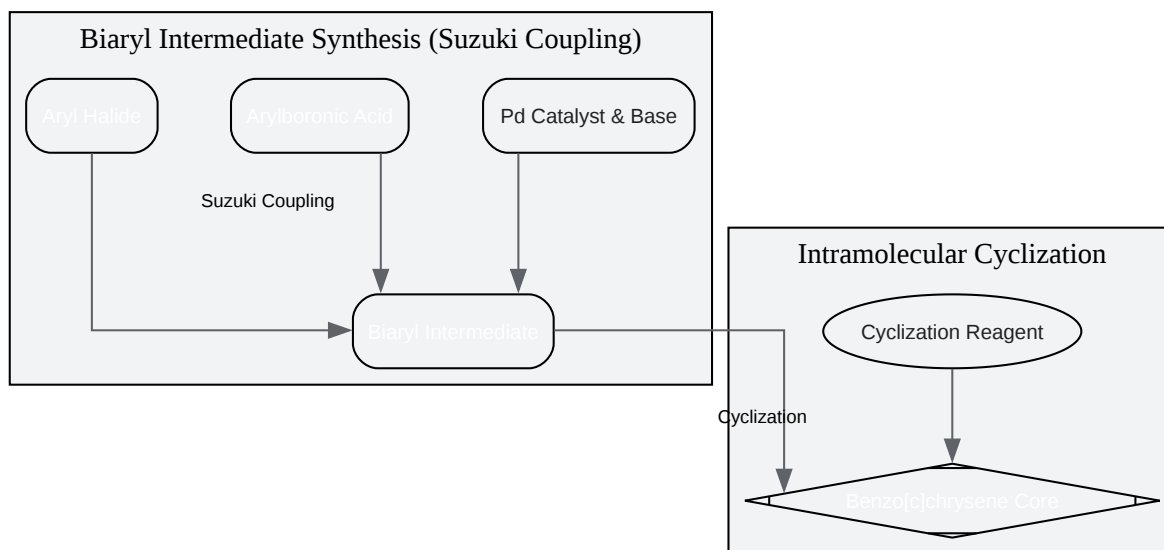 Biaryl Intermediate Synthesis (Suzuki Coupling)
Aryl Halide
Arylboronic Acid
Pd Catalyst & Base
Suzuki Coupling
Biaryl Intermediate
Intramolecular Cyclization
Cyclization Reagent
Cyclization
Benzo[c]chrysene Core